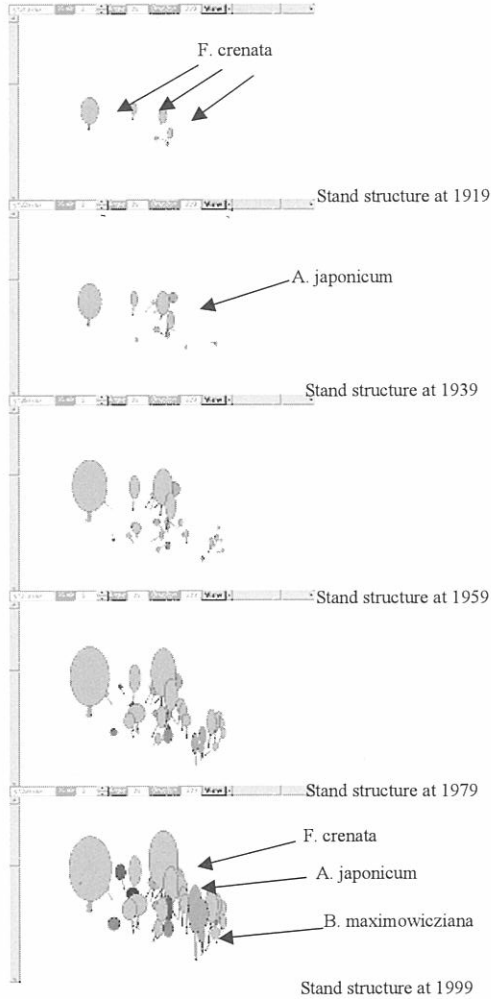 F. crenata
Stand structure at 1919
A. japonicum
Stand structure at 1939
Stand structure at 1959
Stand structure at 1979
F. crenata
A. japonicum
B. maximowicziana
Stand structure at 1999